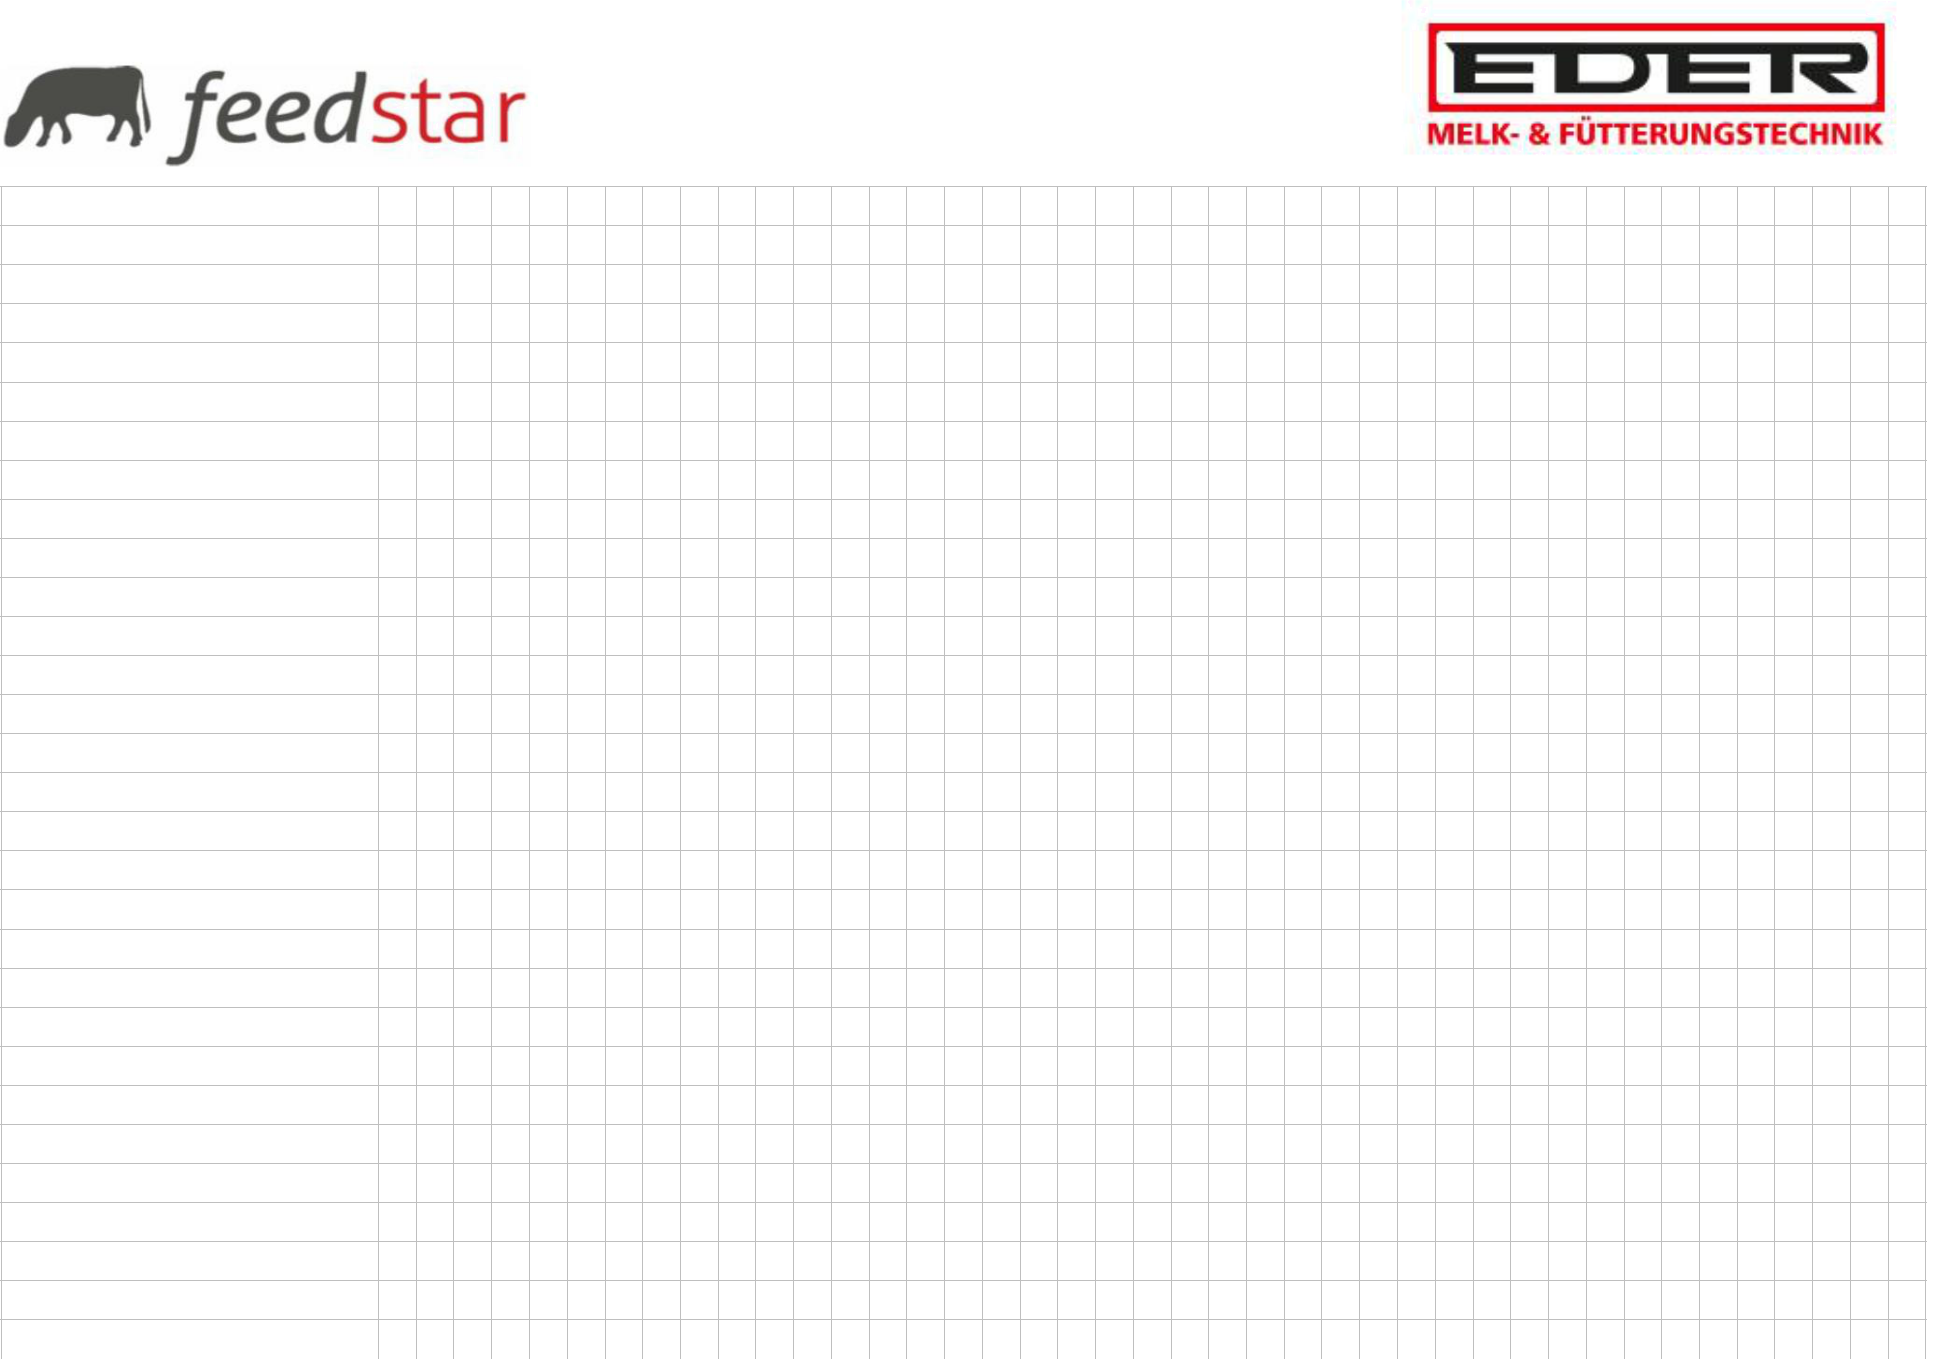 feedstar
EDER
MELK- & FÜTTERUNGSTECHNIK